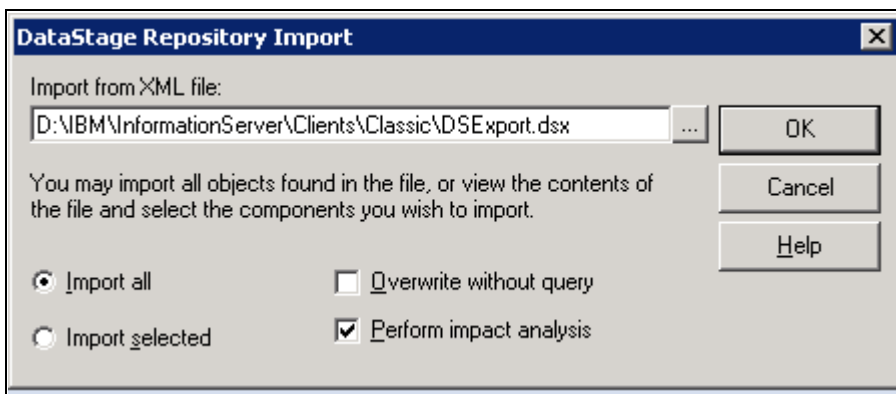 DataStage Repository Import
Import from XML file:
D:\IBM\InformationServer\Clients\Classic\DSExport.dsx
...
OK
You may import all objects found in the file, or view the contents of
the file and select the components you wish to import.
Cancel
Help
Import all
Overwrite without query
Import selected
Perform impact analysis